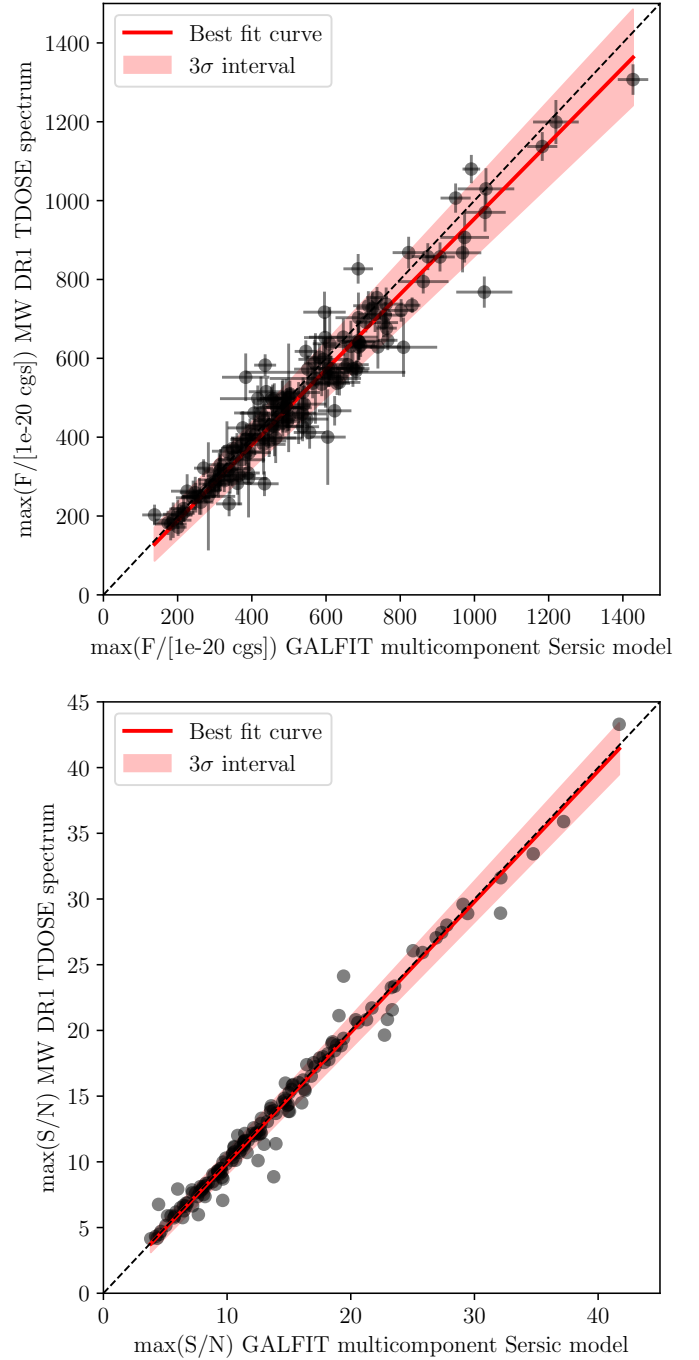 1400
1200
1000
800
600
400
200
0
max(F/[1e-20 cgs]) MW DR1 TDOSE spectrum
Best fit curve
3σ interval
0 200 400 600 800 1000 1200 1400
max(F/[1e-20 cgs]) GALFIT multicomponent Sersic model
45
40
35
30
25
20
15
10
5
0
max(S/N) MW DR1 TDOSE spectrum
Best fit curve
3σ interval
0 10 20 30 40
max(S/N) GALFIT multicomponent Sersic model